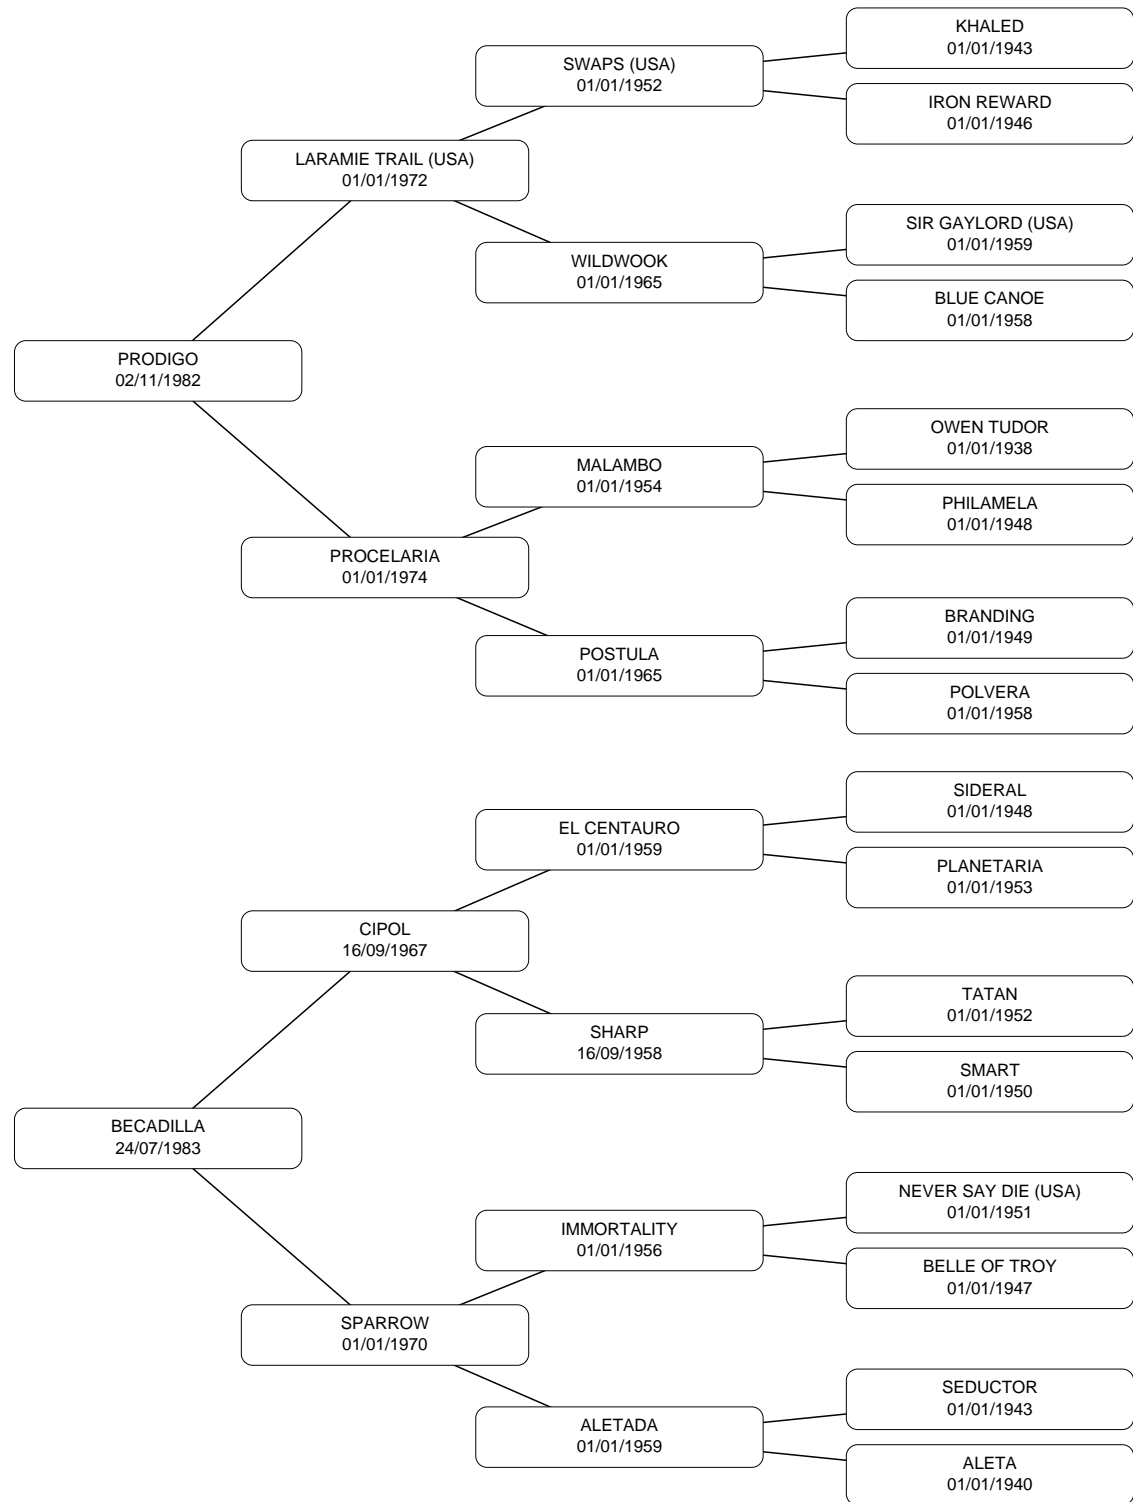 KHALED
01/01/1943
SWAPS (USA)
01/01/1952
IRON REWARD
01/01/1946
LARAMIE TRAIL (USA)
01/01/1972
SIR GAYLORD (USA)
01/01/1959
WILDWOOK
01/01/1965
BLUE CANOE
01/01/1958
PRODIGO
02/11/1982
OWEN TUDOR
01/01/1938
MALAMBO
01/01/1954
PHILAMELA
01/01/1948
PROCELARIA
01/01/1974
BRANDING
01/01/1949
POSTULA
01/01/1965
POLVERA
01/01/1958
SIDERAL
01/01/1948
EL CENTAURO
01/01/1959
PLANETARIA
01/01/1953
CIPOL
16/09/1967
TATAN
01/01/1952
SHARP
16/09/1958
SMART
01/01/1950
BECADILLA
24/07/1983
NEVER SAY DIE (USA)
01/01/1951
IMMORTALITY
01/01/1956
BELLE OF TROY
01/01/1947
SPARROW
01/01/1970
SEDUCTOR
01/01/1943
ALETADA
01/01/1959
ALETA
01/01/1940